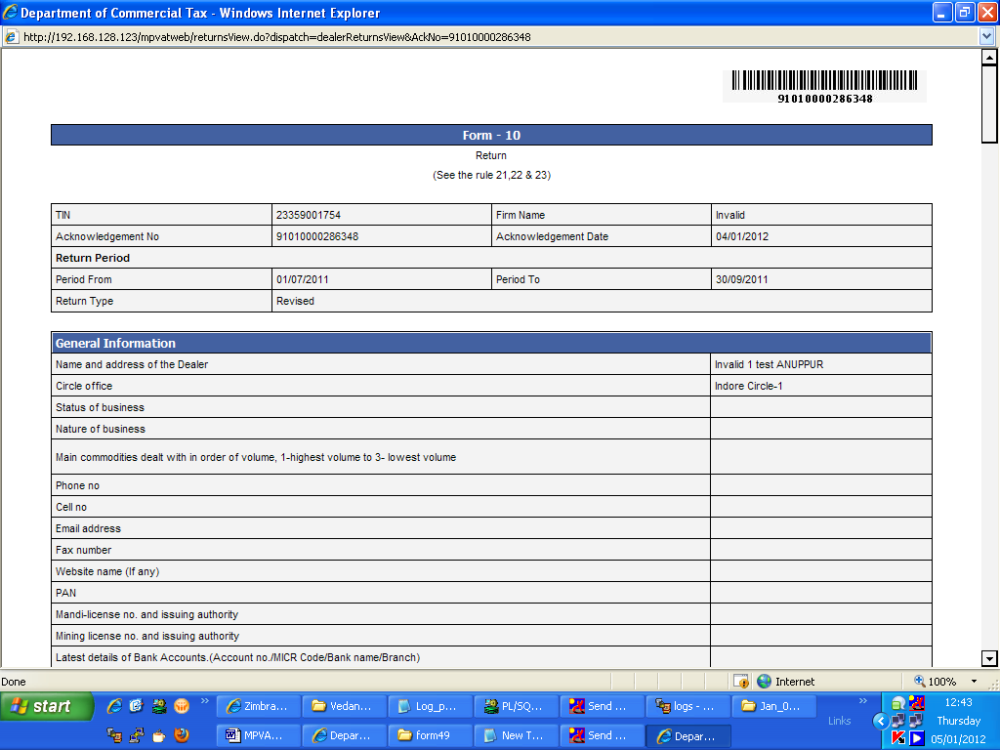 Department of Commercial Tax - Windows Internet Explorer
http://192.168.128.123/mpvatweb/returnsView.do?dispatch=dealerReturnsView&AckNo=91010000286348
91010000286348
Form - 10
Return
(See the rule 21,22 & 23)
TIN 23359001754 Firm Name Invalid
Acknowledgement No 91010000286348 Acknowledgement Date 04/01/2012
Return Period
Period From 01/07/2011 Period To 30/09/2011
Return Type Revised
General Information
Name and address of the Dealer Invalid 1 test ANUPPUR
Circle office Indore Circle-1
Status of business
Nature of business
Main commodities dealt with in order of volume, 1-highest volume to 3- lowest volume
Phone no
Cell no
Email address
Fax number
Website name (If any)
PAN
Mandi-license no. and issuing authority
Mining license no. and issuing authority
Latest details of Bank Accounts.(Account no./MICR Code/Bank name/Branch)
Done Internet 100%
start Zimbra... Vedan... Log_p... PL/SQ... Send ... logs - ... Jan_0... 12:43
Links Thursday
MPVA... Depar... form49 New T... Send ... Depar... 05/01/2012